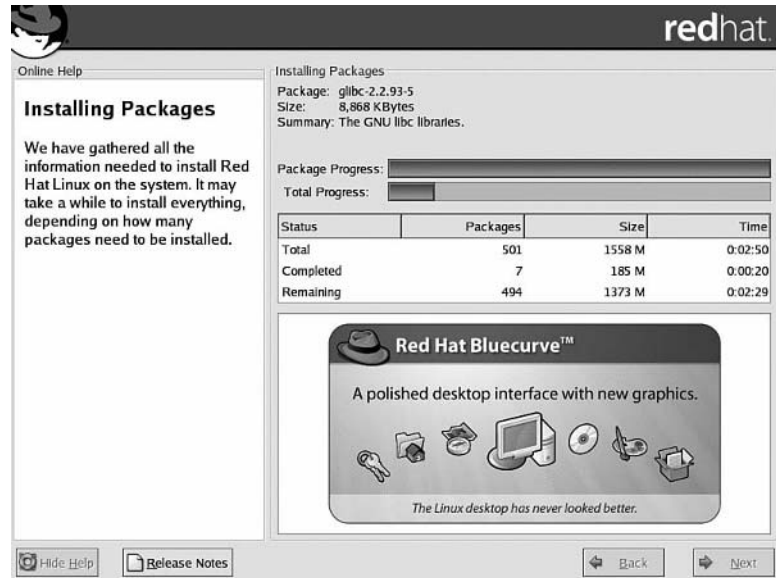 redhat.
Online Help
Installing Packages
We have gathered all the
information needed to install Red
Hat Linux on the system. It may
take a while to install everything,
depending on how many
packages need to be installed.
Installing Packages
Package: glibc-2.2.93-5
Size: 8,868 KBytes
Summary: The GNU libc libraries.
Package Progress:
Total Progress:
Status Packages Size Time
Total 501 1558 M 0:02:50
Completed 7 185 M 0:00:20
Remaining 494 1373 M 0:02:29
Red Hat Bluecurve™
A polished desktop interface with new graphics.
The Linux desktop has never looked better.
Hide Help
Release Notes
Back
Next